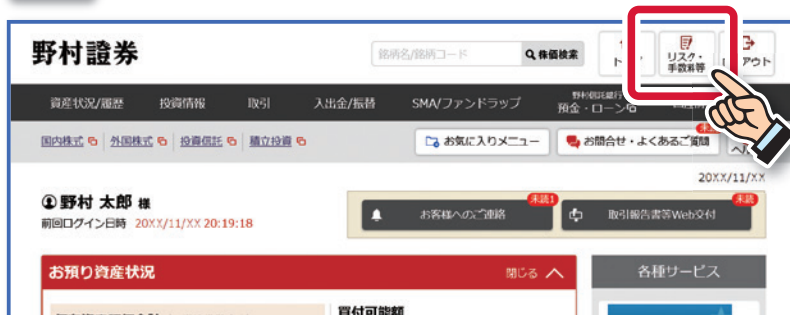 野村證券
銘柄名/銘柄コード
株価検索
リスク・
手数料等
資産状況/履歴 投資情報 取引 入出金/振替 SMA/ファンドラップ
野村信託銀行
預金・ローン
国内株式 外国株式 投資信託 積立投資
お気に入りメニュー
お問合せ・よくあるご質問
20XX/11/XX
①野村 太郎 様
前回ログイン日時 20XX/11/XX 20:19:18
お客様へのご連絡 未読1
取引報告書等Web交付 未読
お預り資産状況 閉じる
各種サービス
買付可能額